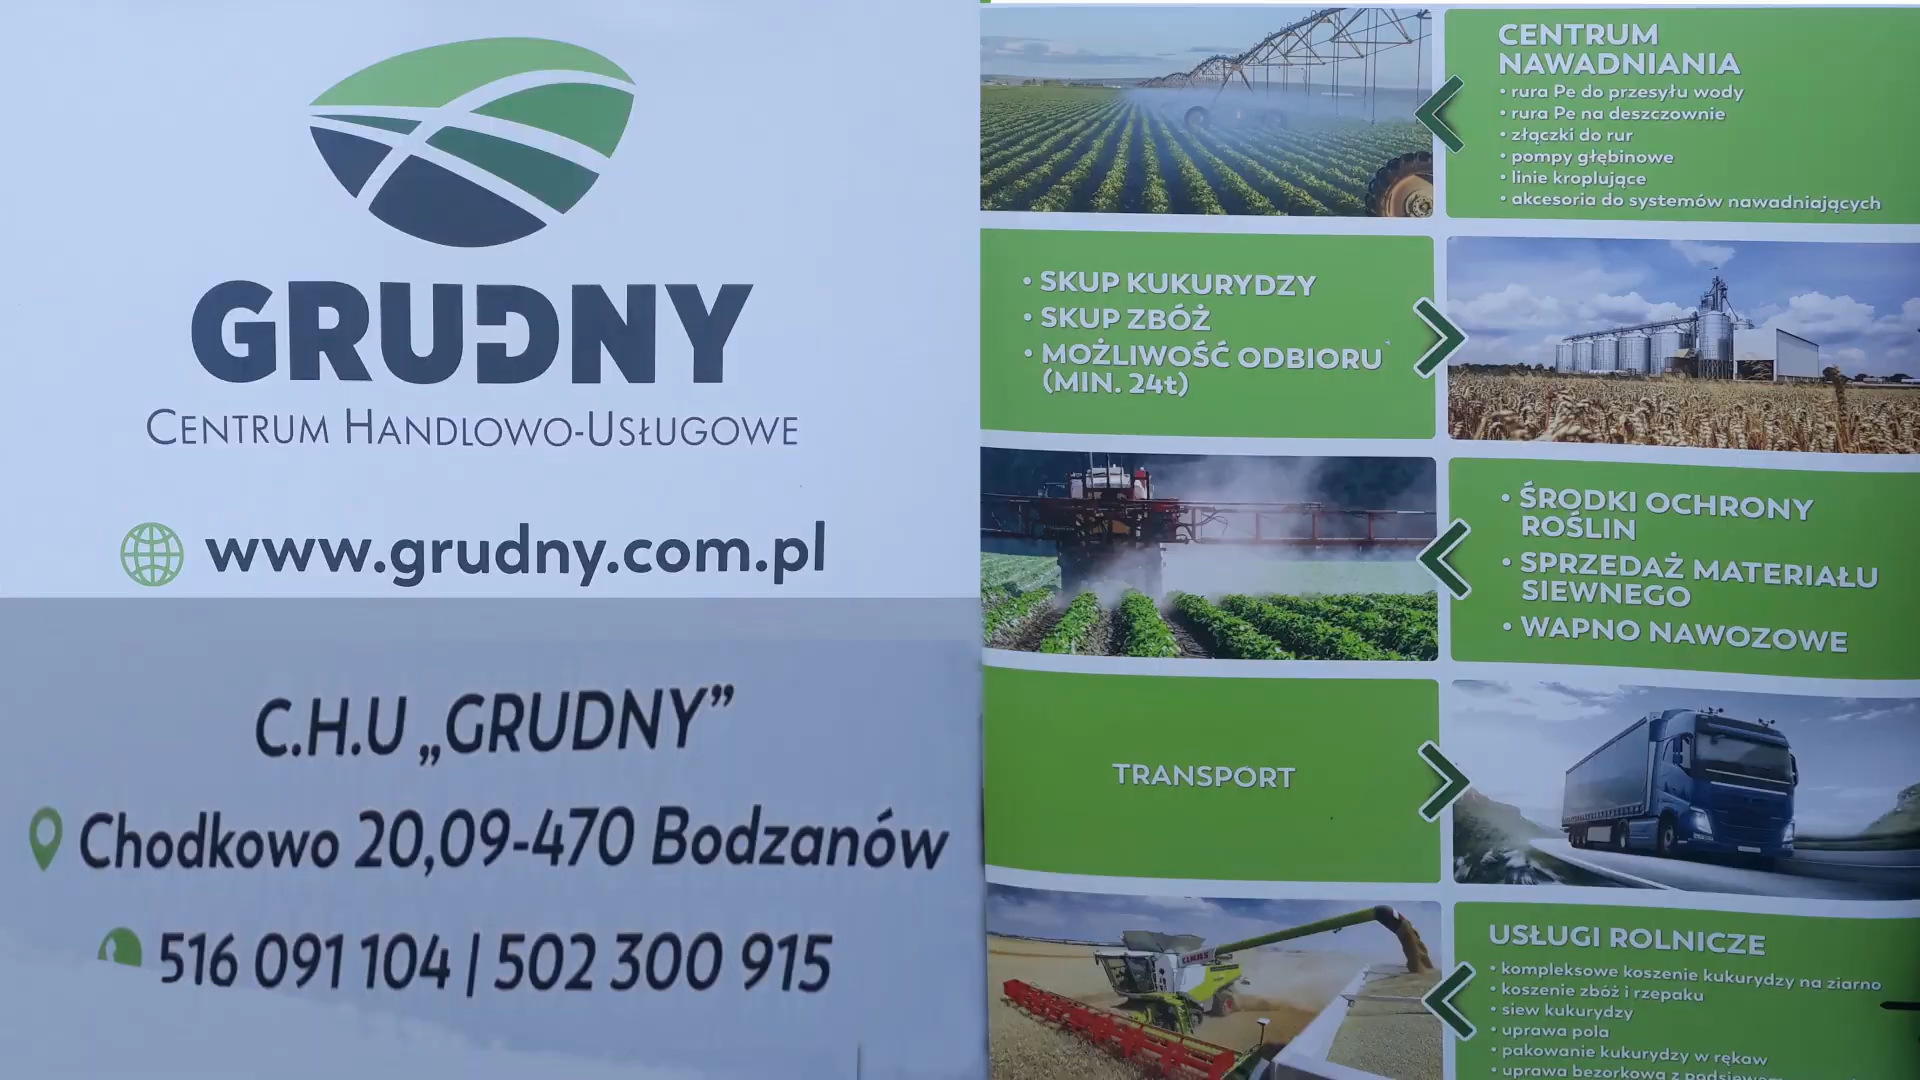 GRUDNY
CENTRUM HANDLOWO-USŁUGOWE
www.grudny.com.pl
C.H.U „GRUDNY”
Chodkowo 20,09-470 Bodzanów
516 091 104 | 502 300 915
CENTRUM
NAWADNIANIA
• rura Pe do przesyłu wody
• rura Pe na deszczownie
• złączki do rur
• pompy głębinowe
• linie kroplujące
• akcesoria do systemów nawadniających
• SKUP KUKURYDZY
• SKUP ZBÓŻ
• MOŻLIWOŚĆ ODBIORU
(MIN. 24t)
• ŚRODKI OCHRONY
ROŚLIN
• SPRZEDAŻ MATERIAŁU
SIEWNEGO
• WAPNO NAWOZOWE
TRANSPORT
CLAAS
USŁUGI ROLNICZE
• kompleksowe koszenie kukurydzy na ziarno
• koszenie zbóż i rzepaku
• siew kukurydzy
• uprawa pola
• pakowanie kukurydzy w rękaw
• uprawa bezorkowa z